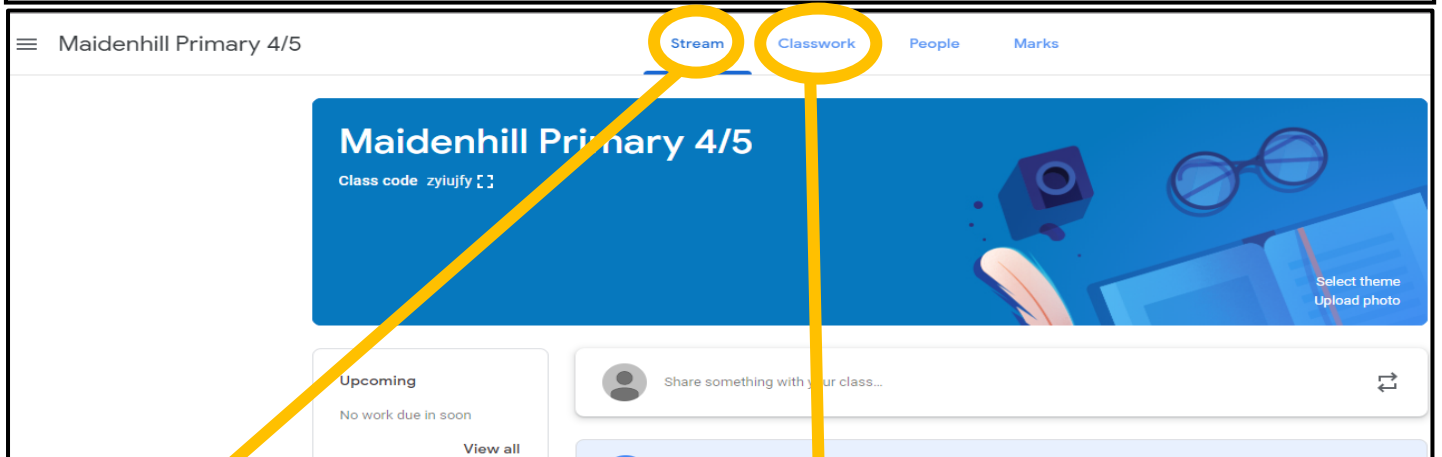 Maidenhill Primary 4/5
Stream Classwork People Marks
Maidenhill Primary 4/5
Class code zyiujfy
Select theme
Upload photo
Upcoming
Share something with your class...
No work due in soon
View all